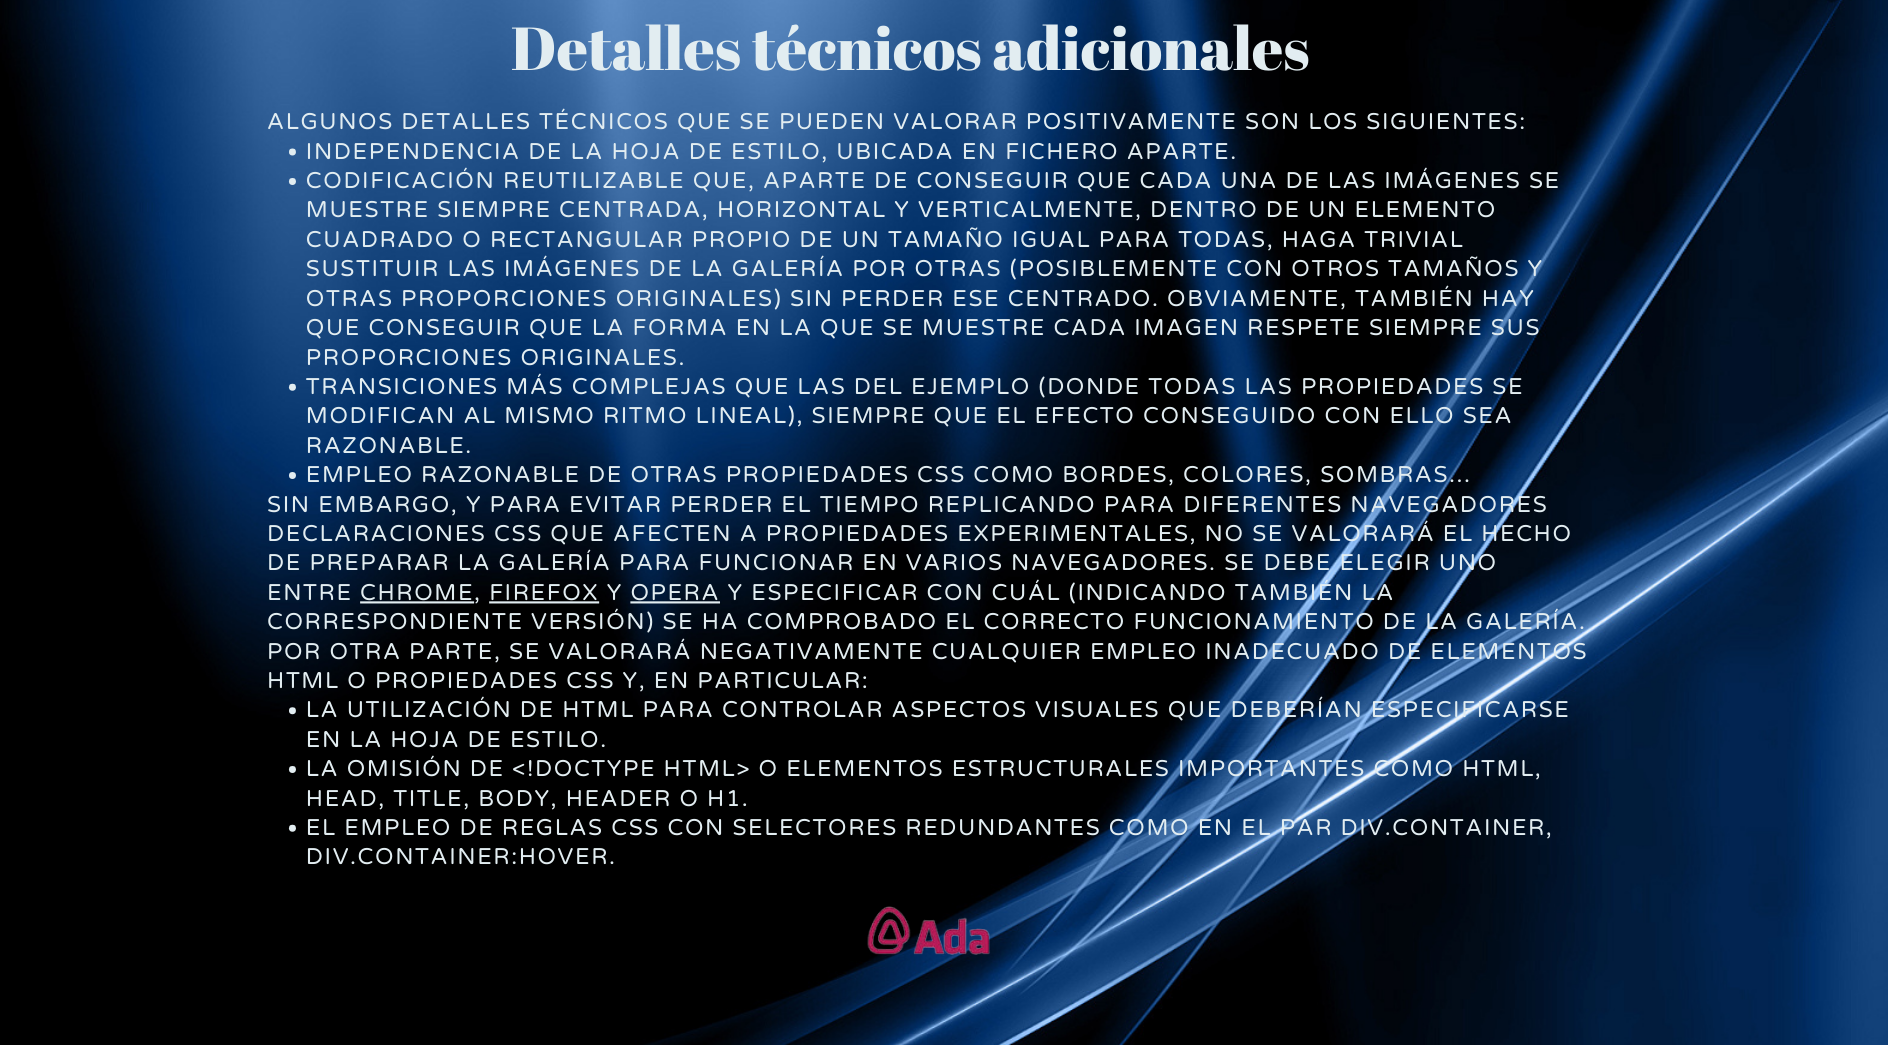 Detalles técnicos adicionales
ALGUNOS DETALLES TÉCNICOS QUE SE PUEDEN VALORAR POSITIVAMENTE SON LOS SIGUIENTES:
• INDEPENDENCIA DE LA HOJA DE ESTILO, UBICADA EN FICHERO APARTE.
• CODIFICACIÓN REUTILIZABLE QUE, APARTE DE CONSEGUIR QUE CADA UNA DE LAS IMÁGENES SE
MUESTRE SIEMPRE CENTRADA, HORIZONTAL Y VERTICALMENTE, DENTRO DE UN ELEMENTO
CUADRADO O RECTANGULAR PROPIO DE UN TAMAÑO IGUAL PARA TODAS, HAGA TRIVIAL
SUSTITUIR LAS IMÁGENES DE LA GALERÍA POR OTRAS (POSIBLEMENTE CON OTROS TAMAÑOS Y
OTRAS PROPORCIONES ORIGINALES) SIN PERDER ESE CENTRADO. OBVIAMENTE, TAMBIÉN HAY
QUE CONSEGUIR QUE LA FORMA EN LA QUE SE MUESTRE CADA IMAGEN RESPETE SIEMPRE SUS
PROPORCIONES ORIGINALES.
• TRANSICIONES MÁS COMPLEJAS QUE LAS DEL EJEMPLO (DONDE TODAS LAS PROPIEDADES SE
MODIFICAN AL MISMO RITMO LINEAL), SIEMPRE QUE EL EFECTO CONSEGUIDO CON ELLO SEA
RAZONABLE.
• EMPLEO RAZONABLE DE OTRAS PROPIEDADES CSS COMO BORDES, COLORES, SOMBRAS...
SIN EMBARGO, Y PARA EVITAR PERDER EL TIEMPO REPLICANDO PARA DIFERENTES NAVEGADORES
DECLARACIONES CSS QUE AFECTEN A PROPIEDADES EXPERIMENTALES, NO SE VALORARÁ EL HECHO
DE PREPARAR LA GALERÍA PARA FUNCIONAR EN VARIOS NAVEGADORES. SE DEBE ELEGIR UNO
ENTRE CHROME, FIREFOX Y OPERA Y ESPECIFICAR CON CUÁL (INDICANDO TAMBIÉN LA
CORRESPONDIENTE VERSIÓN) SE HA COMPROBADO EL CORRECTO FUNCIONAMIENTO DE LA GALERÍA.
POR OTRA PARTE, SE VALORARÁ NEGATIVAMENTE CUALQUIER EMPLEO INADECUADO DE ELEMENTOS
HTML O PROPIEDADES CSS Y, EN PARTICULAR:
• LA UTILIZACIÓN DE HTML PARA CONTROLAR ASPECTOS VISUALES QUE DEBERÍAN ESPECIFICARSE
EN LA HOJA DE ESTILO.
• LA OMISIÓN DE <!DOCTYPE HTML> O ELEMENTOS ESTRUCTURALES IMPORTANTES COMO HTML,
HEAD, TITLE, BODY, HEADER O H1.
• EL EMPLEO DE REGLAS CSS CON SELECTORES REDUNDANTES COMO EN EL PAR DIV.CONTAINER,
DIV.CONTAINER:HOVER.
Ada